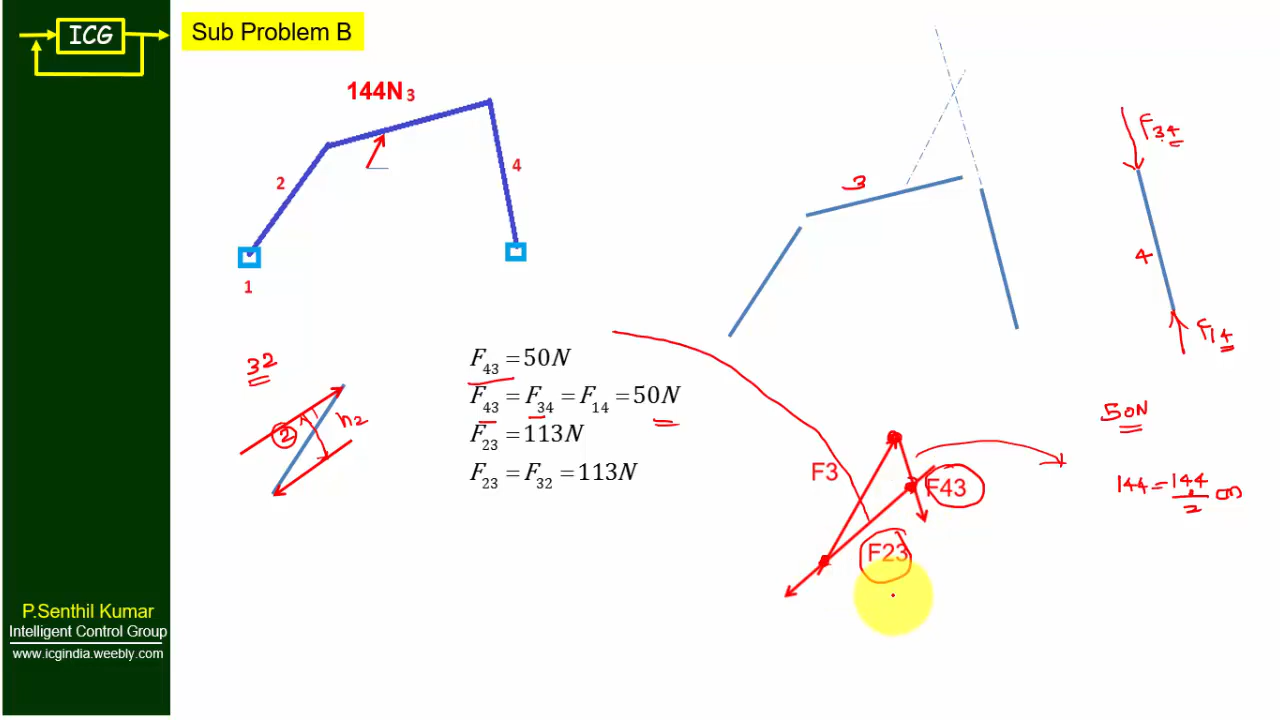 ICG
Sub Problem B
144N
3
2
4
1
3
F34
4
F14
32
2
h2
F43 = 50N
F43 = F34 = F14 = 50N
F23 = 113N
F23 = F32 = 113N
50N
144 = 144/2 cm
F3
F43
F23
P.Senthil Kumar
Intelligent Control Group
www.icgindia.weebly.com